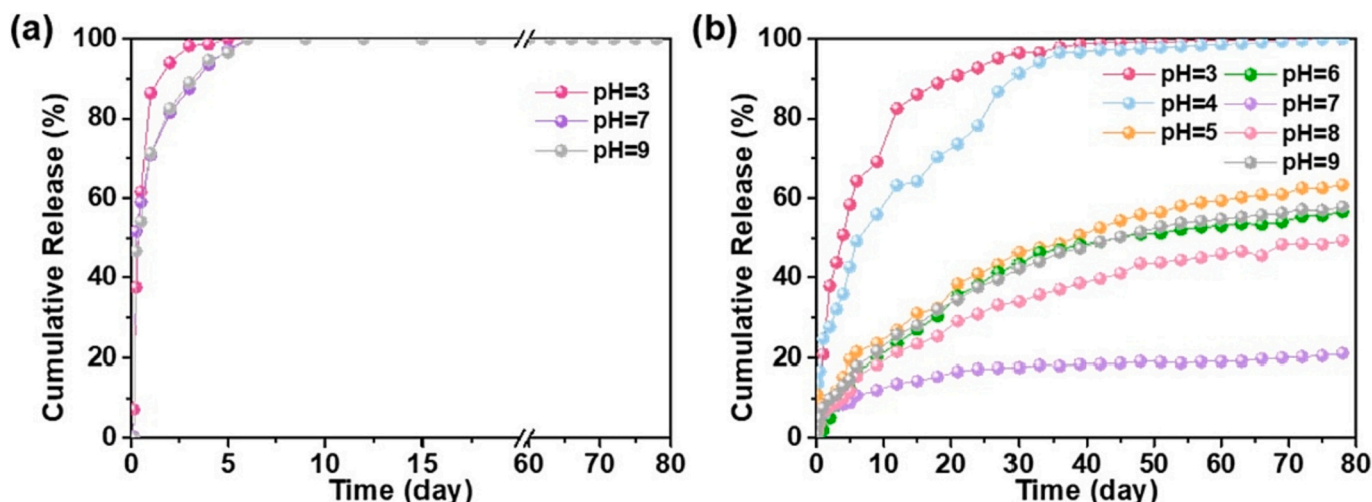 (a)
100
80
60
40
20
0
Cumulative Release (%)
pH=3
pH=7
pH=9
0 5 10 15 60 70 80
Time (day)
(b)
100
80
60
40
20
0
Cumulative Release (%)
pH=3 pH=6
pH=4 pH=7
pH=5 pH=8
pH=9
0 10 20 30 40 50 60 70 80
Time (day)